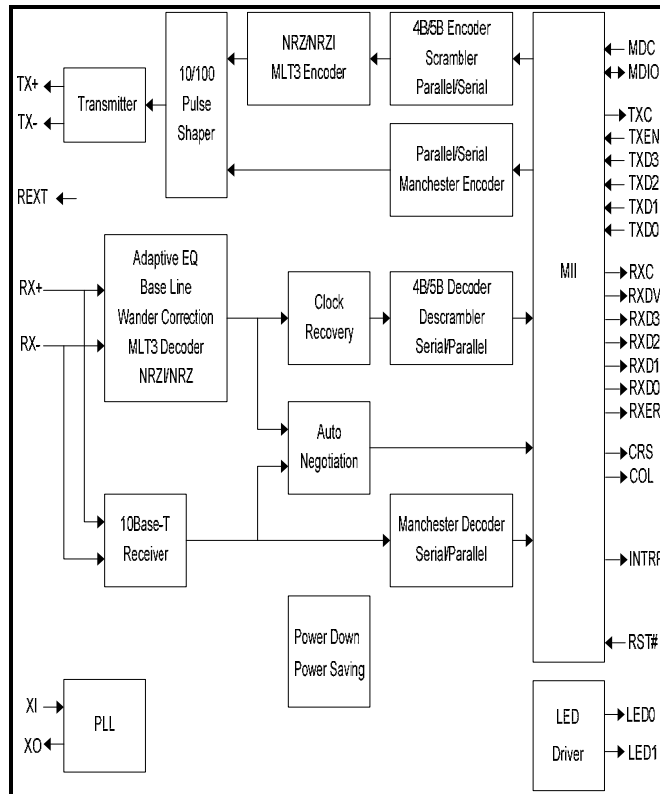 TX+
TX-
REXT
RX+
RX-
XI
XO
Transmitter
10/100
Pulse
Shaper
NRZ/NRZI
MLT3 Encoder
4B/5B Encoder
Scrambler
Parallel/Serial
Parallel/Serial
Manchester Encoder
Adaptive EQ
Base Line
Wander Correction
MLT3 Decoder
NRZI/NRZ
Clock
Recovery
4B/5B Decoder
Descrambler
Serial/Parallel
Auto
Negotiation
10Base-T
Receiver
Manchester Decoder
Serial/Parallel
Power Down
Power Saving
PLL
MII
LED
Driver
MDC
MDIO
TXC
TXEN
TXD3
TXD2
TXD1
TXD0
RXC
RXDV
RXD3
RXD2
RXD1
RXD0
RXER
CRS
COL
INTRP
RST#
LED0
LED1